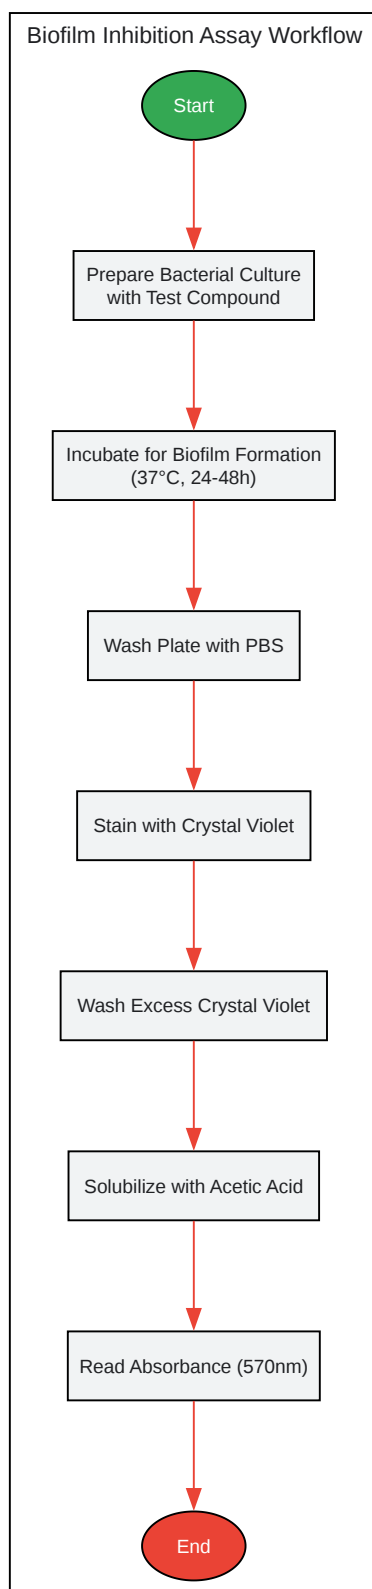 Biofilm Inhibition Assay Workflow
Start
Prepare Bacterial Culture
with Test Compound
Incubate for Biofilm Formation
(37°C, 24-48h)
Wash Plate with PBS
Stain with Crystal Violet
Wash Excess Crystal Violet
Solubilize with Acetic Acid
Read Absorbance (570nm)
End